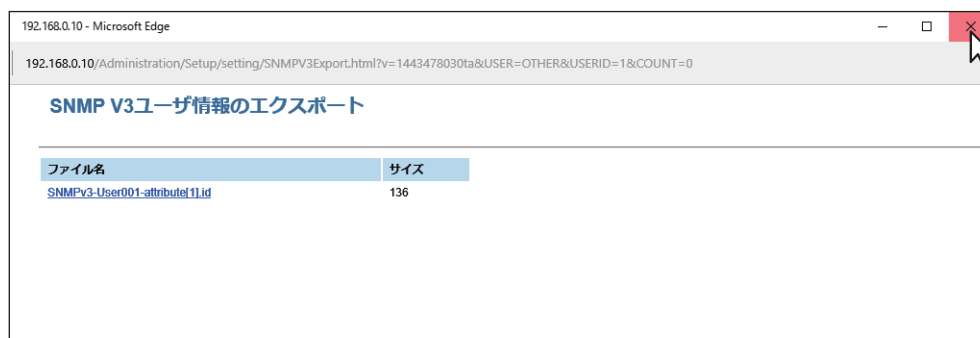 192.168.0.10 - Microsoft Edge
192.168.0.10/Administration/Setup/setting/SNMPV3Export.html?v=1443478030ta&USER=OTHER&USERID=1&COUNT=0
SNMP V3ユーザ情報のエクスポート
ファイル名 サイズ
SNMPv3-User001-attribute[1].id 136